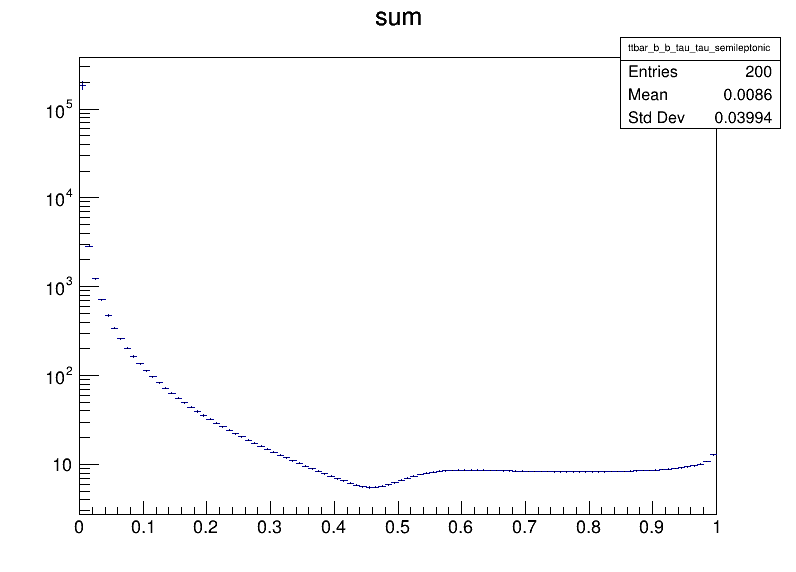 sum
ttbar_b_b_tau_tau_semileptonic
Entries 200
Mean 0.0086
Std Dev 0.03994
10^5
10^4
10^3
10^2
10
0 0.1 0.2 0.3 0.4 0.5 0.6 0.7 0.8 0.9 1